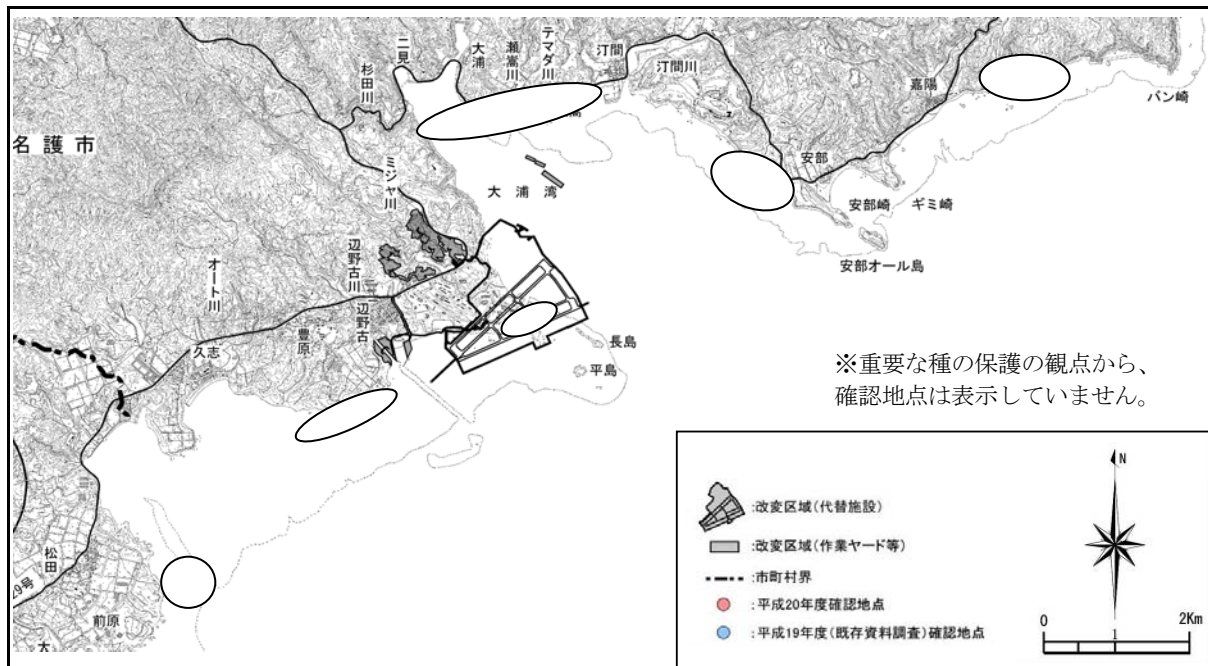 二見
大浦
瀬嵩川
テマダ川
汀間
汀間川
杉田川
嘉陽
バン崎
名護市
ミジャ川
大浦湾
安部
安部崎
ギミ崎
安部オール島
辺野古川
辺野古
オート川
豊原
久志
長島
平島
※重要な種の保護の観点から、
確認地点は表示していません。
松田
29号
前原
N
:改変区域(代替施設)
:改変区域(作業ヤード等)
:市町村界
:平成20年度確認地点
:平成19年度(既存資料調査)確認地点
0 1 2Km